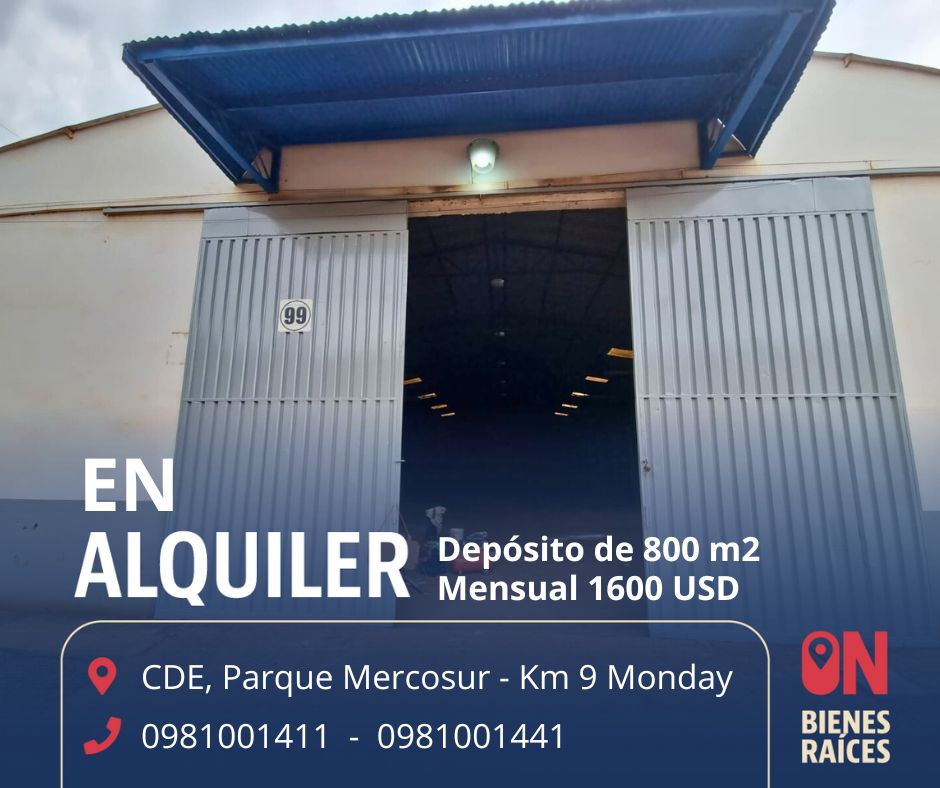 99
EN
ALQUILER
Depósito de 800 m2
Mensual 1600 USD
CDE, Parque Mercosur - Km 9 Monday
0981001411 - 0981001441
ON
BIENES
RAÍCES